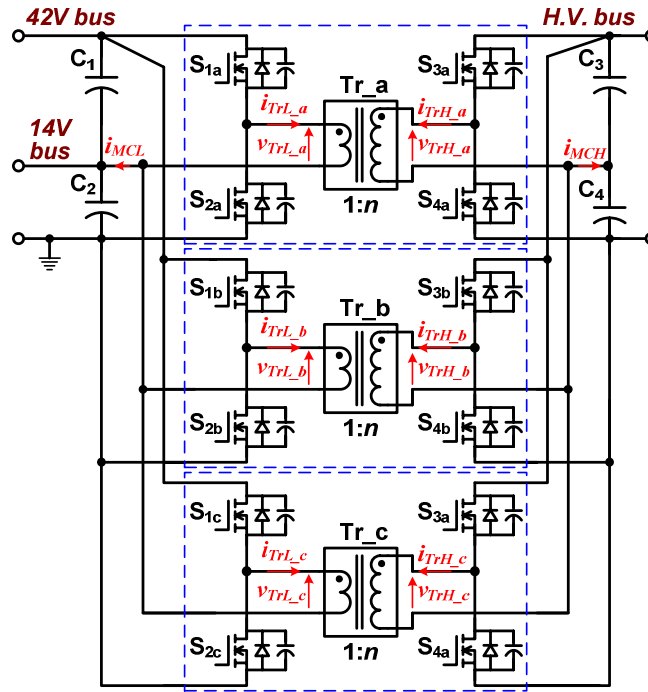 42V bus
H.V. bus
C1
S1a
Tr_a
S3a
C3
iTrL_a
iTrH_a
14V
bus
iMCL
vTrL_a
vTrH_a
iMCH
C2
S2a
1:n
S4a
C4
S1b
Tr_b
S3b
iTrL_b
iTrH_b
vTrL_b
vTrH_b
S2b
1:n
S4b
S1c
Tr_c
S3a
iTrL_c
iTrH_c
vTrL_c
vTrH_c
S2c
1:n
S4a